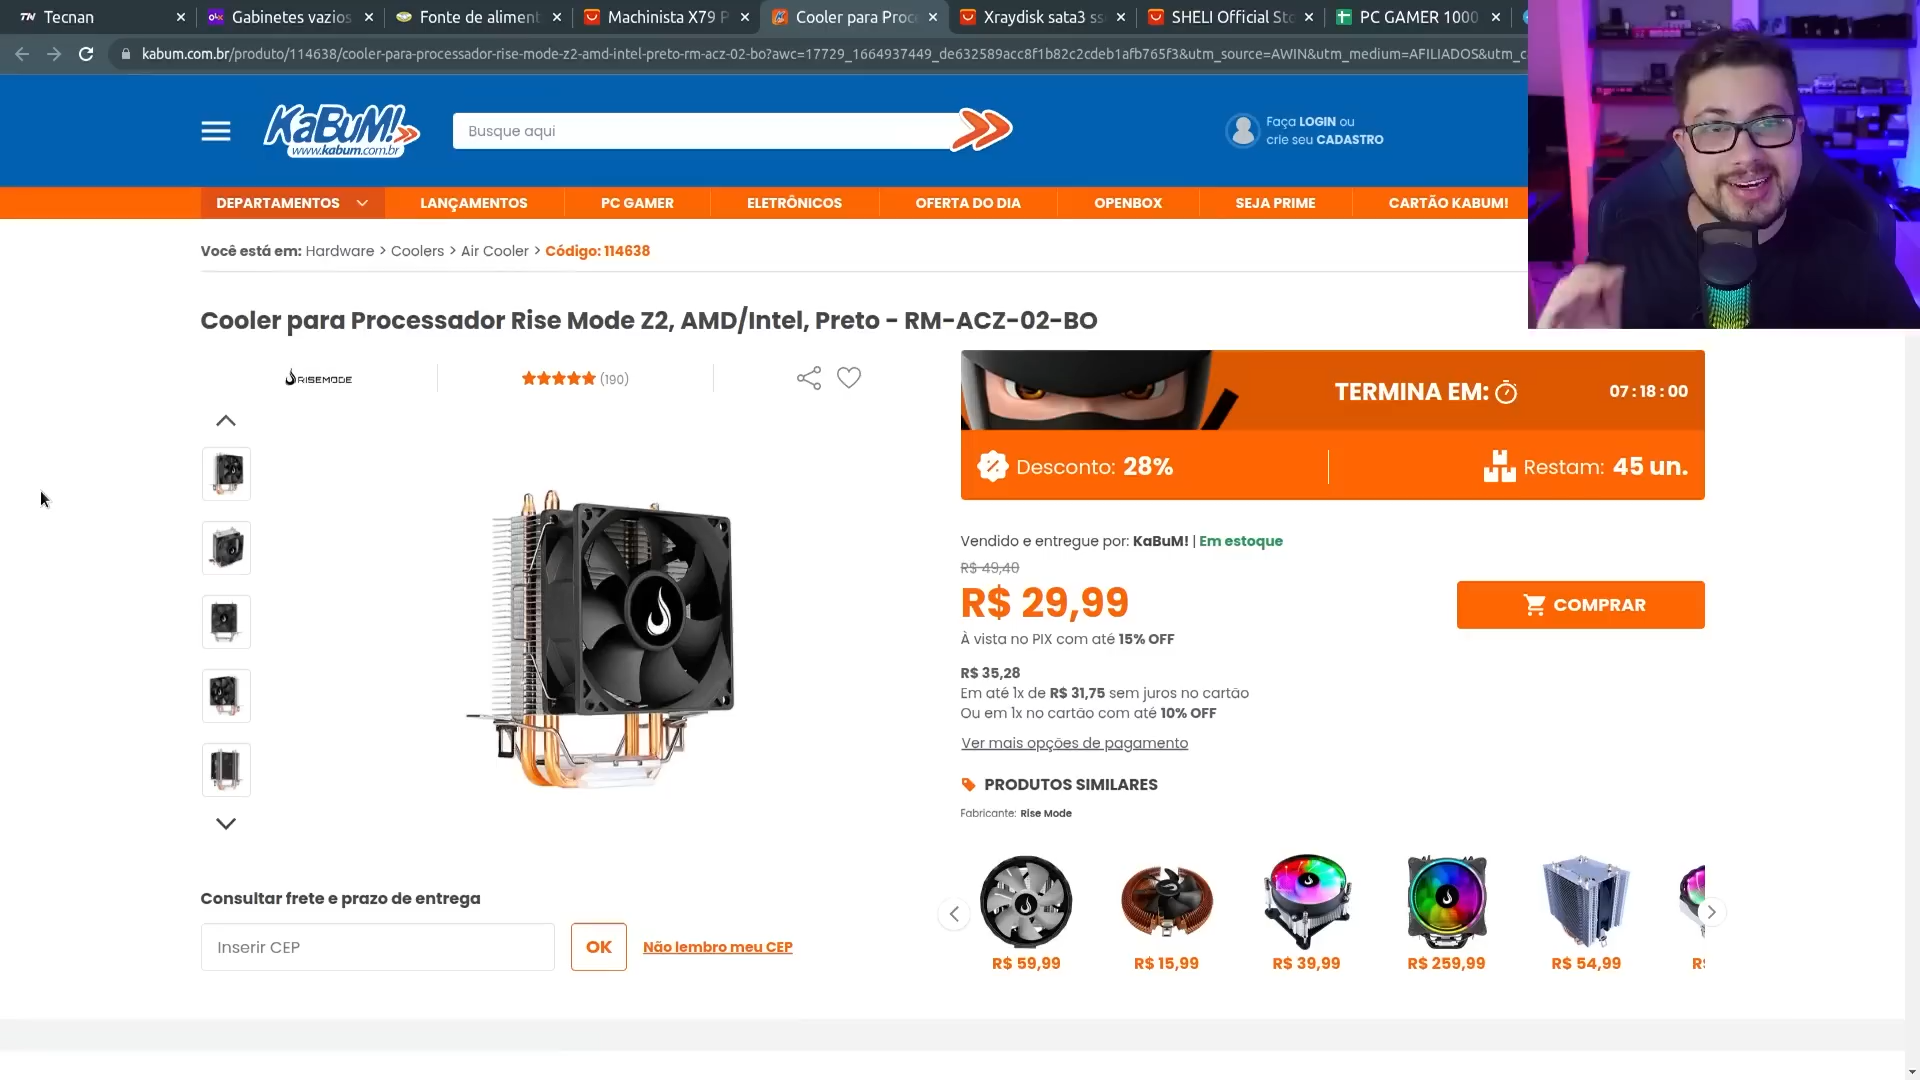 Tecnan
Gabinetes vazios
Fonte de aliment
Machinista X79 P
Cooler para Proc
Xraydisk sata3 ss
SHELI Official Sto
PC GAMER 1000
kabum.com.br/produto/114638/cooler-para-processador-rise-mode-z2-amd-intel-preto-rm-acz-02-bo?awc=17729_1664937449_de632589acc8f1b82c2cdeb1afb765f3&utm_source=AWIN&utm_medium=AFILIADOS&utm_c
KaBuM!
www.kabum.com.br
Busque aqui
Faça LOGIN ou
crie seu CADASTRO
DEPARTAMENTOS
LANÇAMENTOS
PC GAMER
ELETRÔNICOS
OFERTA DO DIA
OPENBOX
SEJA PRIME
CARTÃO KABUM!
Você está em: Hardware > Coolers > Air Cooler > Código: 114638
Cooler para Processador Rise Mode Z2, AMD/Intel, Preto - RM-ACZ-02-BO
RISEMODE
(190)
TERMINA EM:
07 : 18 : 00
Desconto: 28%
Restam: 45 un.
Vendido e entregue por: KaBuM! | Em estoque
R$ 49,40
R$ 29,99
COMPRAR
À vista no PIX com até 15% OFF
R$ 35,28
Em até 1x de R$ 31,75 sem juros no cartão
Ou em 1x no cartão com até 10% OFF
Ver mais opções de pagamento
PRODUTOS SIMILARES
Fabricante: Rise Mode
R$ 59,99
R$ 15,99
R$ 39,99
R$ 259,99
R$ 54,99
R$
Consultar frete e prazo de entrega
Inserir CEP
OK
Não lembro meu CEP